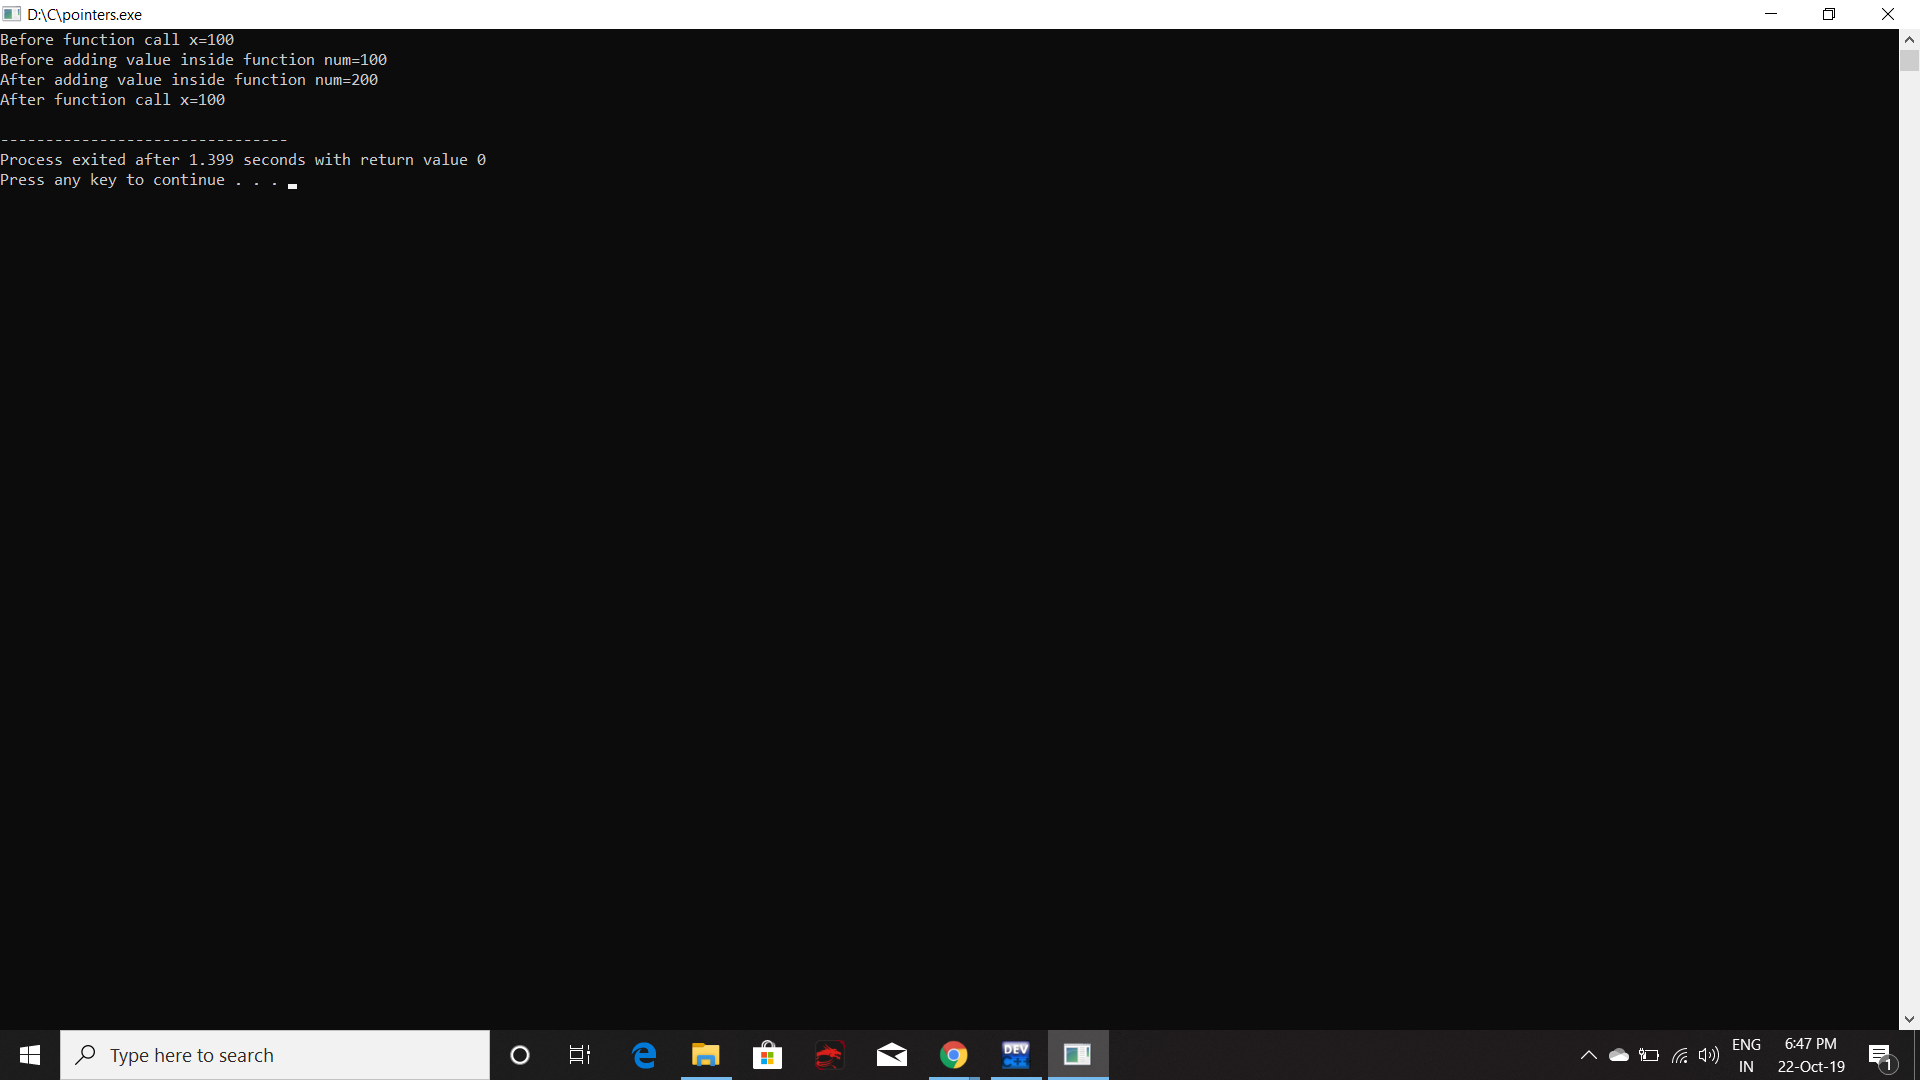 D:\C\pointers.exe
Before function call x=100
Before adding value inside function num=100
After adding value inside function num=200
After function call x=100
--------------------------------
Process exited after 1.399 seconds with return value 0
Press any key to continue . . .
Type here to search
DEV
C++
ENG
IN
6:47 PM
22-Oct-19
1